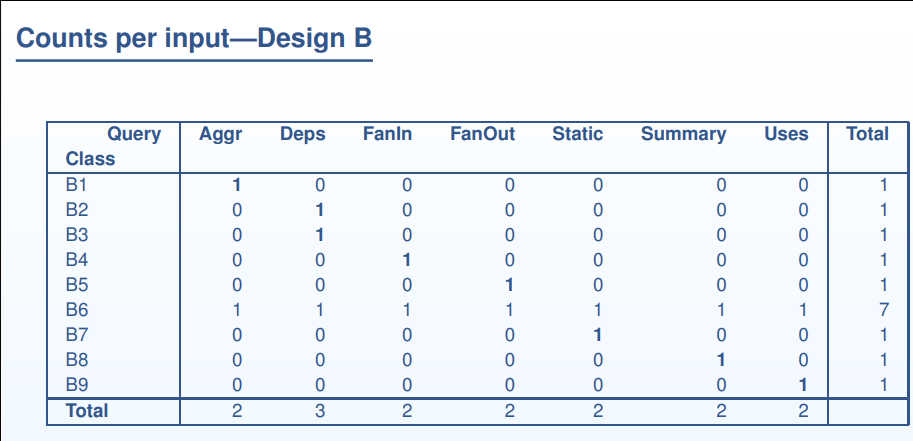 Counts per input—Design B
Query Aggr Deps FanIn FanOut Static Summary Uses Total
Class
B1 1 0 0 0 0 0 0 1
B2 0 1 0 0 0 0 0 1
B3 0 1 0 0 0 0 0 1
B4 0 0 1 0 0 0 0 1
B5 0 0 0 1 0 0 0 1
B6 1 1 1 1 1 1 1 7
B7 0 0 0 0 1 0 0 1
B8 0 0 0 0 0 1 0 1
B9 0 0 0 0 0 0 1 1
Total 2 3 2 2 2 2 2